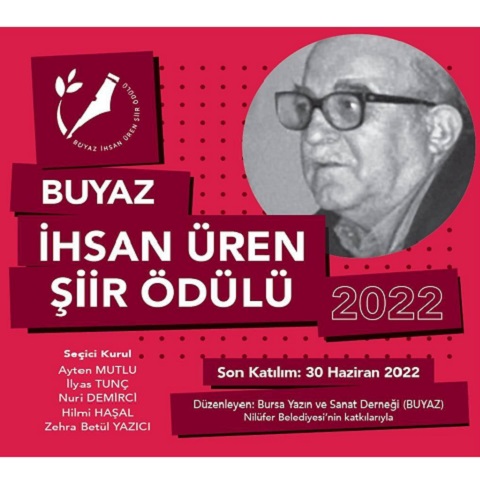 BUYAZ İHSAN ÜREN ŞİİR ÖDÜLÜ
BUYAZ
İHSAN ÜREN
ŞİİR ÖDÜLÜ
2022
Seçici Kurul
Ayten MUTLU
İlyas TUNÇ
Nuri DEMİRCİ
Hilmi HAŞAL
Zehra Betül YAZICI
Son Katılım: 30 Haziran 2022
Düzenleyen: Bursa Yazın ve Sanat Derneği (BUYAZ)
Nilüfer Belediyesi'nin katkılarıyla